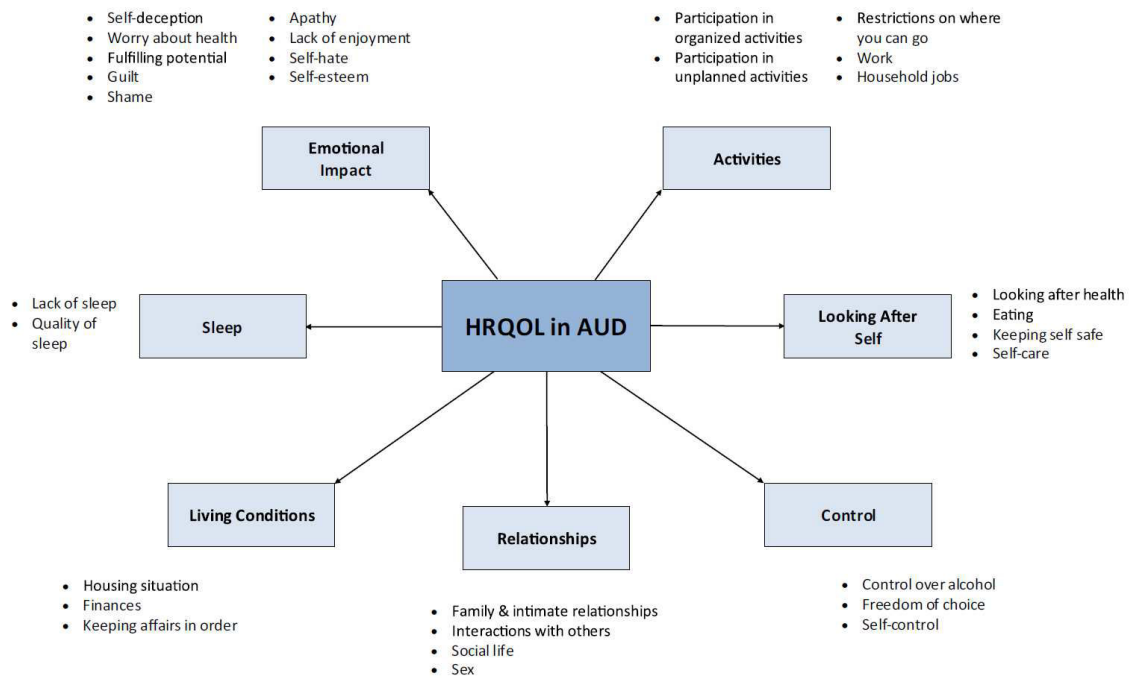 • Self-deception
• Worry about health
• Fulfilling potential
• Guilt
• Shame
• Apathy
• Lack of enjoyment
• Self-hate
• Self-esteem
• Participation in
organized activities
• Participation in
unplanned activities
• Restrictions on where
you can go
• Work
• Household jobs
Emotional
Impact
Activities
• Lack of sleep
• Quality of
sleep
Sleep
HRQOL in AUD
Looking After
Self
• Looking after health
• Eating
• Keeping self safe
• Self-care
Living Conditions
Relationships
Control
• Housing situation
• Finances
• Keeping affairs in order
• Family & intimate relationships
• Interactions with others
• Social life
• Sex
• Control over alcohol
• Freedom of choice
• Self-control